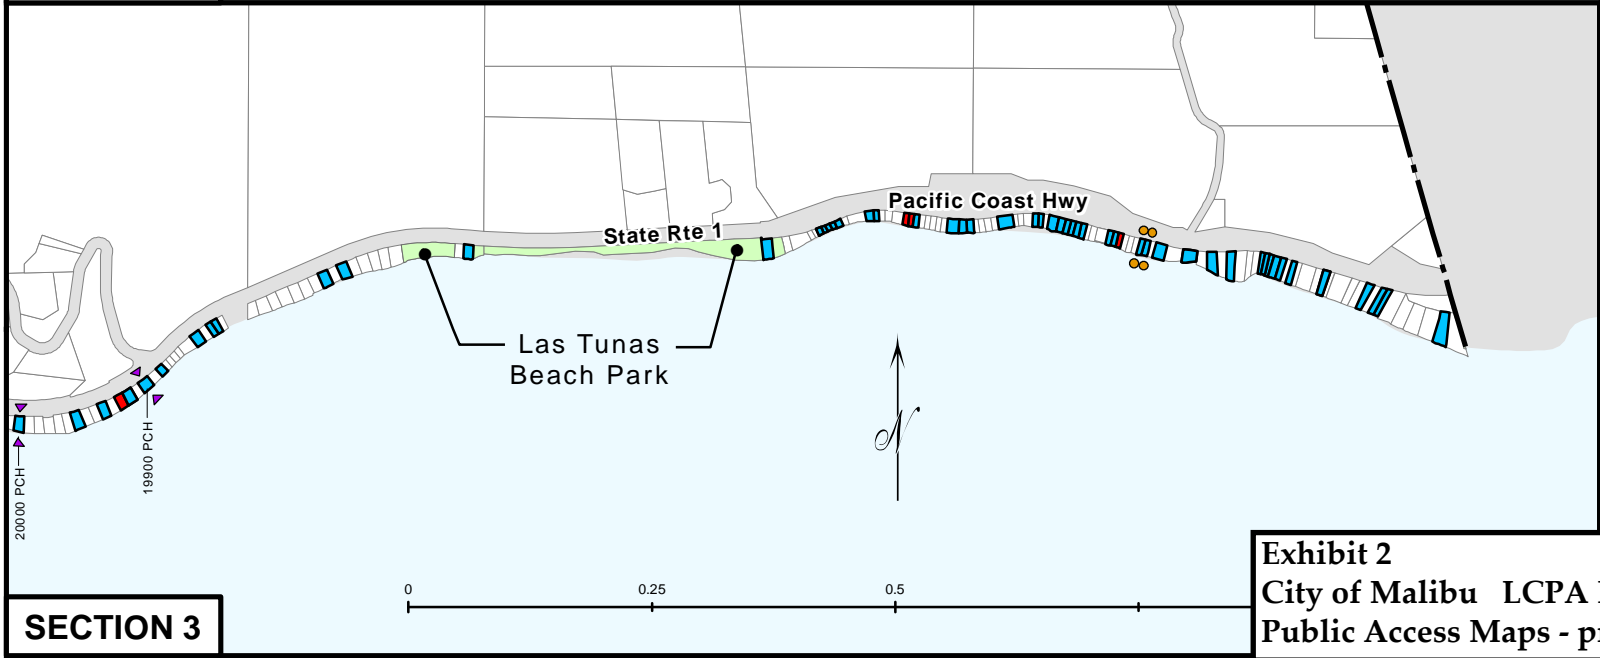 Pacific Coast Hwy
State Rte 1
Las Tunas
Beach Park
19900 PCH
20000 PCH
N
0 0.25 0.5
SECTION 3
Exhibit 2
City of Malibu LCPA
Public Access Maps -